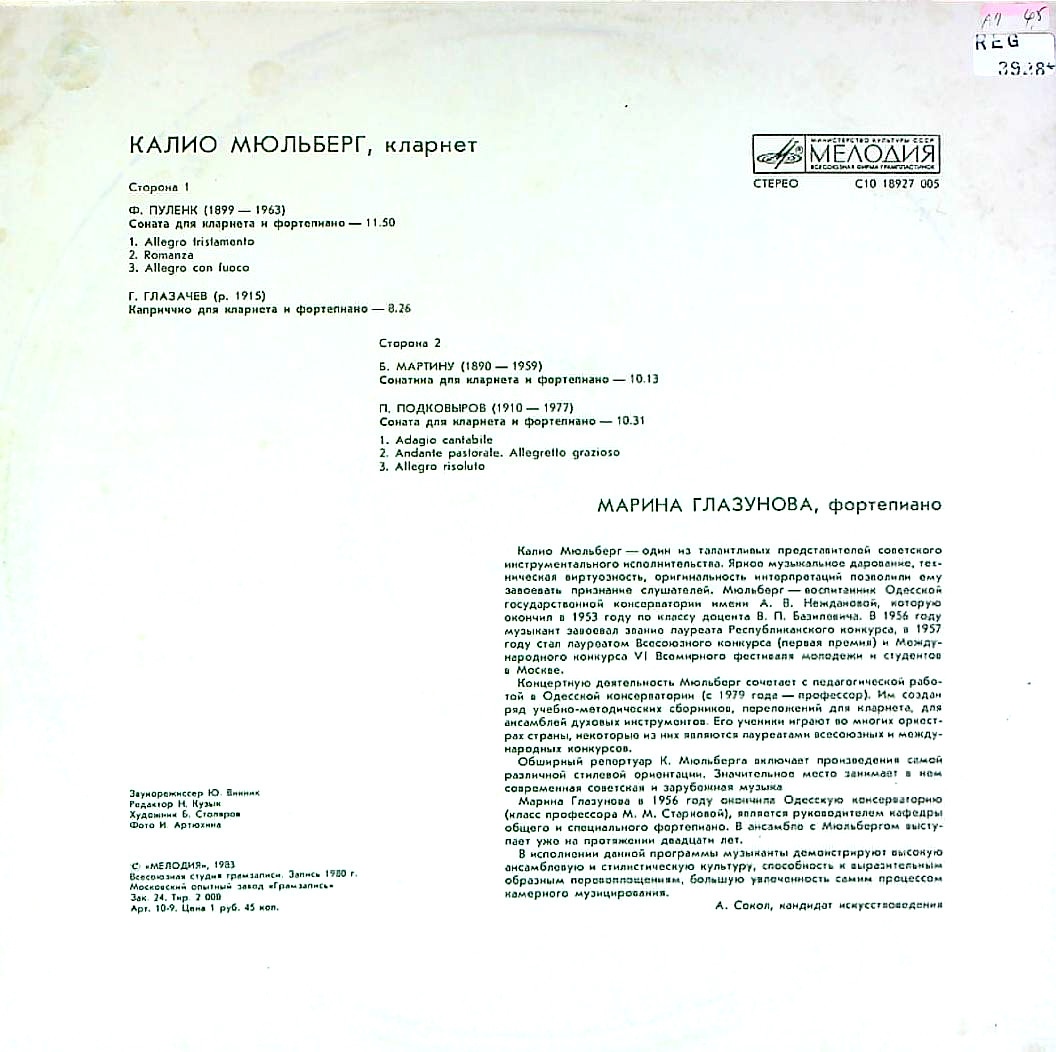 АП 45
REG
КАЛИО МЮЛЬБЕРГ, кларнет
МИНИСТЕРСТВО КУЛЬТУРЫ СССР
МЕЛОДИЯ
ВСЕСОЮЗНАЯ ФИРМА ГРАМПЛАСТИНОК
СТЕРЕО С10 18927 005
Сторона 1
Ф. ПУЛЕНК (1899 — 1963)
Соната для кларнета и фортепиано — 11.50
1. Allegro tristamento
2. Romanza
3. Allegro con fuoco
Г. ГЛАЗАЧЕВ (р. 1915)
Каприччио для кларнета и фортепиано — 8.26
Сторона 2
Б. МАРТИНУ (1890 — 1959)
Сонатина для кларнета и фортепиано — 10.13
П. ПОДКОВЫРОВ (1910 — 1977)
Соната для кларнета и фортепиано — 10.31
1. Adagio cantabile
2. Andante pastorale. Allegretto grazioso
3. Allegro risoluto
МАРИНА ГЛАЗУНОВА, фортепиано
Калио Мюльберг — один из талантливых представителей советского
инструментального исполнительства. Яркое музыкальное дарование, тех-
ническая виртуозность, оригинальность интерпретаций позволили ему
завоевать признание слушателей. Мюльберг — воспитанник Одесской
государственной консерватории имени А. В. Неждановой, которую
окончил в 1953 году по классу доцента В. П. Базилевича. В 1956 году
музыкант завоевал звание лауреата Республиканского конкурса, в 1957
году стал лауреатом Всесоюзного конкурса (первая премия) и Между-
народного конкурса VI Всемирного фестиваля молодежи и студентов
в Москве.
Концертную деятельность Мюльберг сочетает с педагогической рабо-
той в Одесской консерватории (с 1979 года — профессор). Им создан
ряд учебно-методических сборников, переложений для кларнета, для
ансамблей духовых инструментов. Его ученики играют во многих оркест-
рах страны, некоторые из них являются лауреатами всесоюзных и между-
народных конкурсов.
Обширный репертуар К. Мюльберга включает произведения самой
различной стилевой ориентации. Значительное место занимает в нем
современная советская и зарубежная музыка
Марина Глазунова в 1956 году окончила Одесскую консерваторию
(класс профессора М. М. Старковой), является руководителем кафедры
общего и специального фортепиано. В ансамбле с Мюльбергом высту-
пает уже на протяжении двадцати лет.
В исполнении данной программы музыканты демонстрируют высокую
ансамблевую и стилистическую культуру, способность к выразительным
образным перевоплощениям, большую увлеченность самим процессом
камерного музицирования.
А. Сокол, кандидат искусствоведения
Звукорежиссер Ю. Винник
Редактор Н. Кузык
Художник Б. Столяров
Фото И. Артюхина
© «МЕЛОДИЯ», 1983
Всесоюзная студия грамзаписи. Запись 1980 г.
Московский опытный завод «Грамзапись»
Зак. 24. Тир. 2 000
Арт. 10-9. Цена 1 руб. 45 коп.